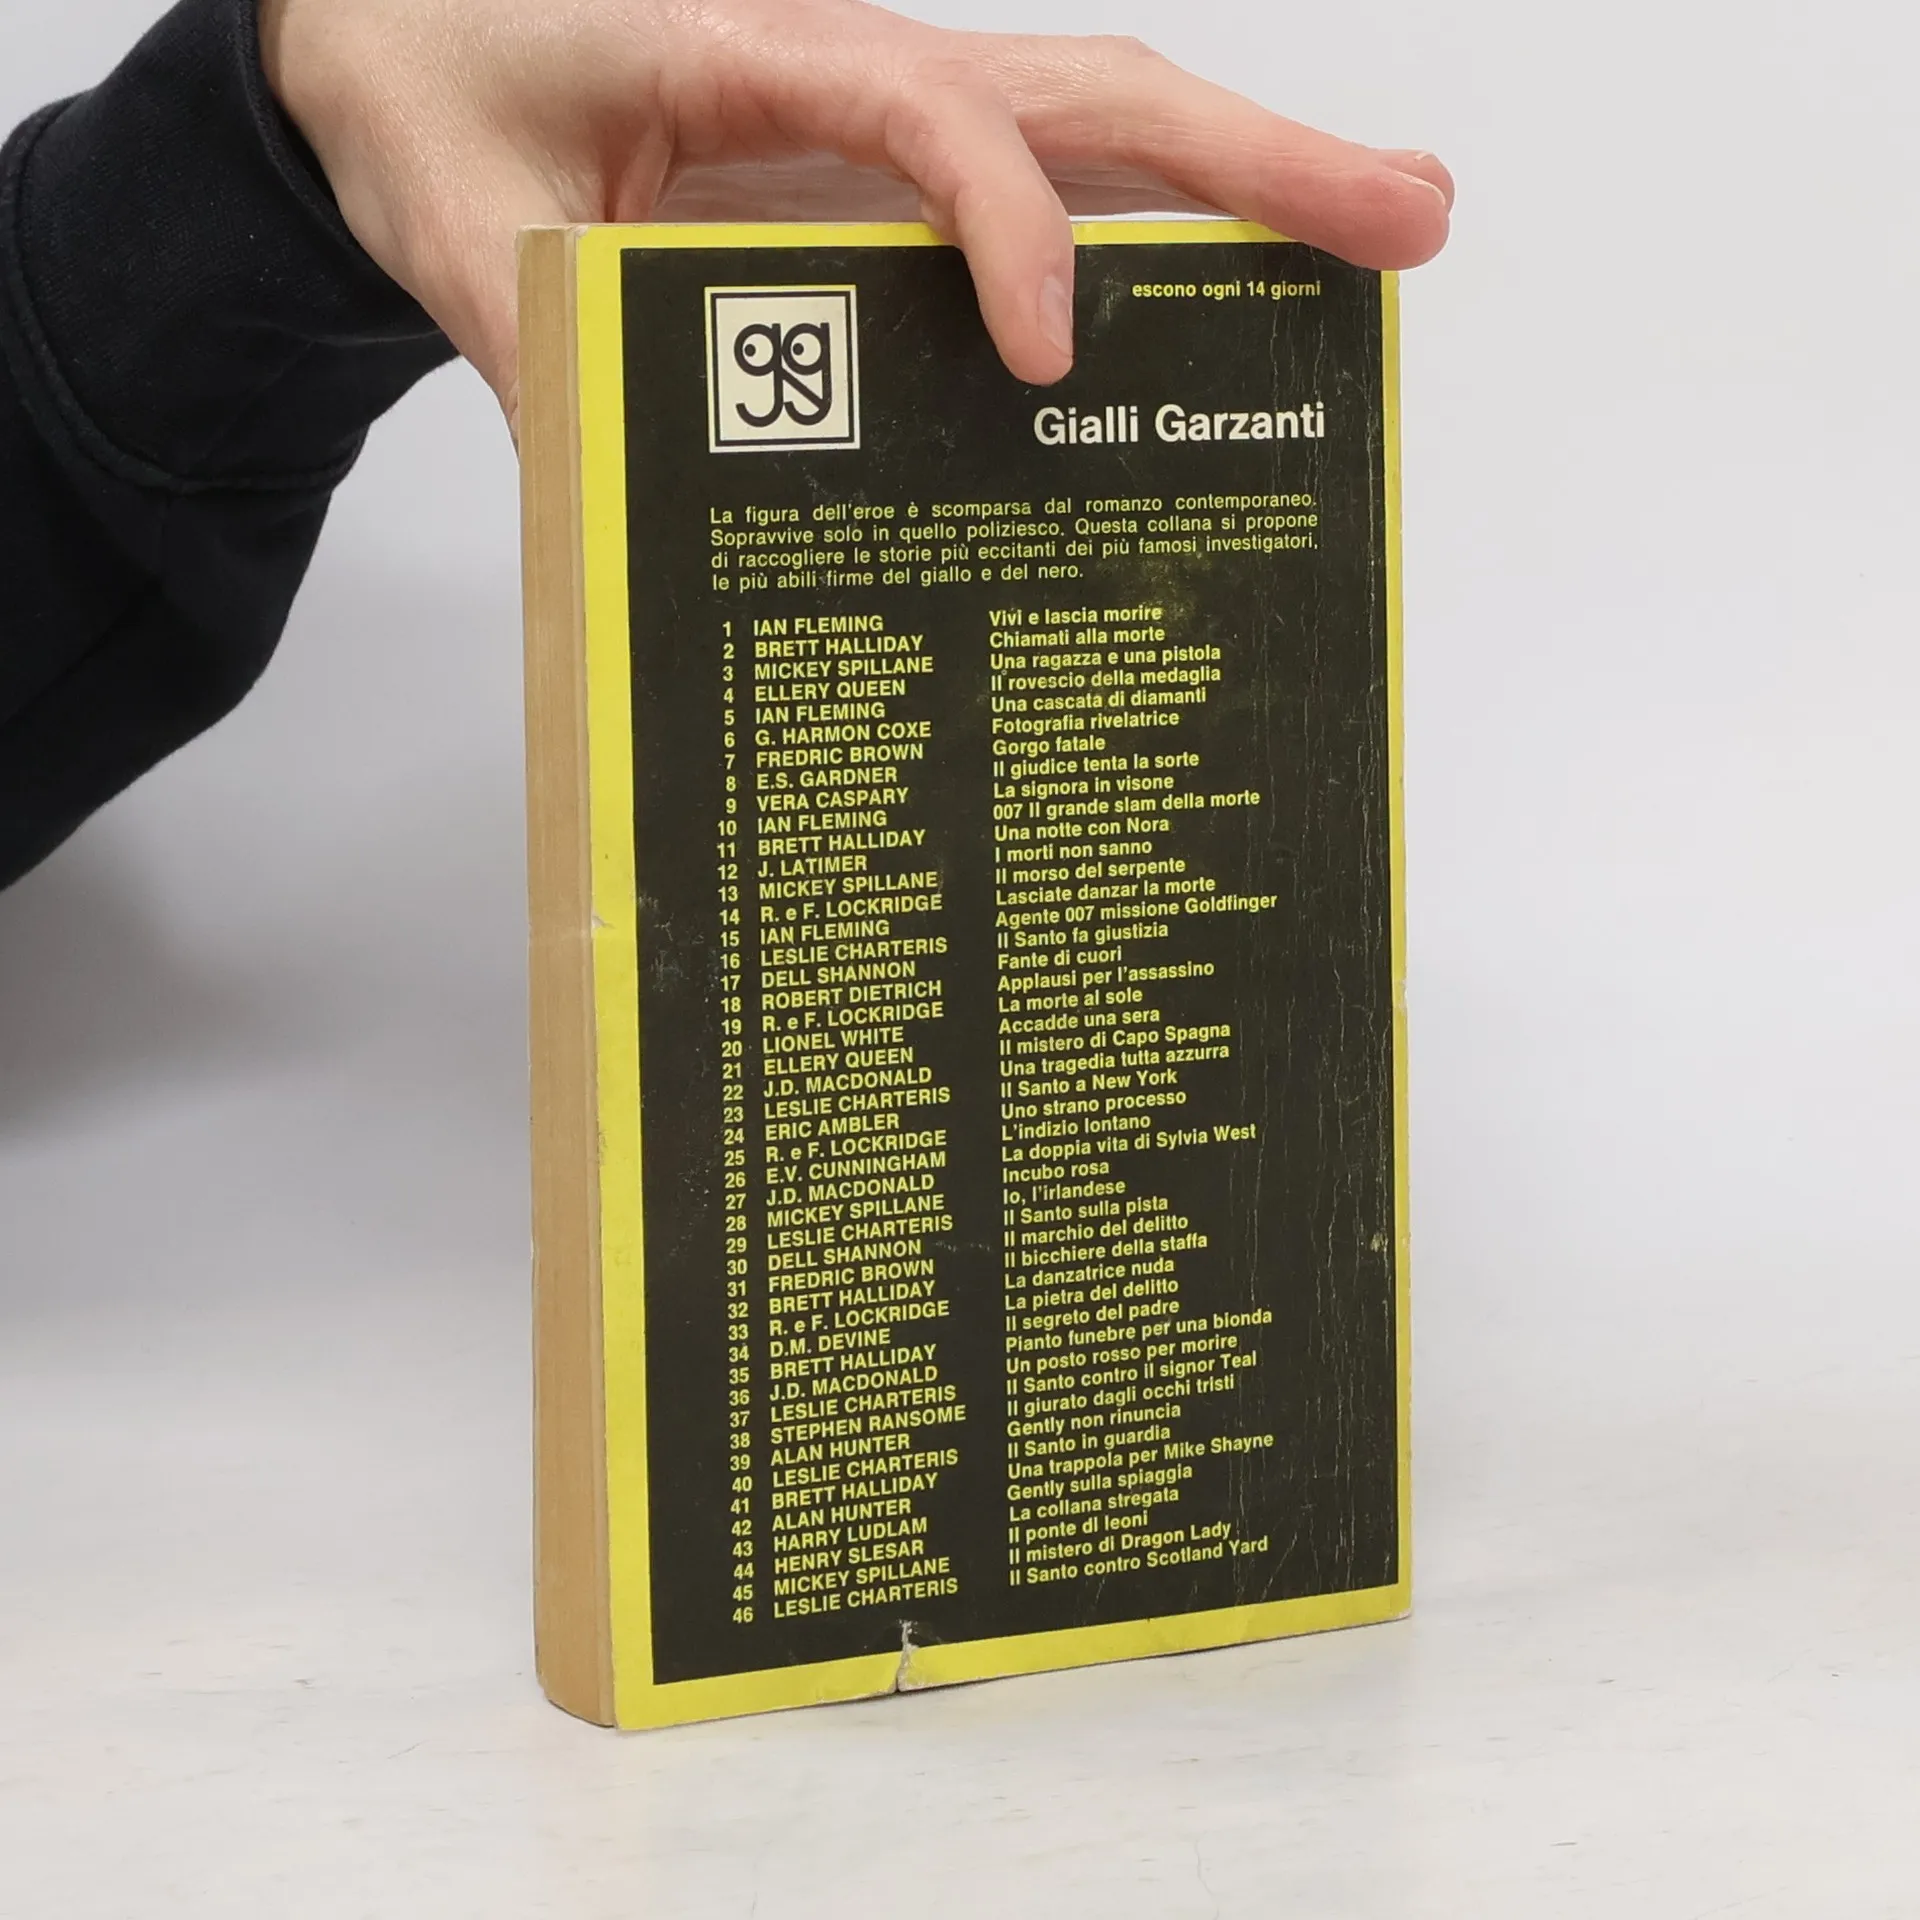 escono ogni 14 giorni
gg
Gialli Garzanti
La figura dell'eroe è scomparsa dal romanzo contemporaneo.
Sopravvive solo in quello poliziesco. Questa collana si propone
di raccogliere le storie più eccitanti dei più famosi investigatori,
le più abili firme del giallo e del nero.
1 IAN FLEMING Vivi e lascia morire
2 BRETT HALLIDAY Chiamati alla morte
3 MICKEY SPILLANE Una ragazza e una pistola
4 ELLERY QUEEN Il rovescio della medaglia
5 IAN FLEMING Una cascata di diamanti
6 G. HARMON COXE Fotografia rivelatrice
7 FREDRIC BROWN Gorgo fatale
8 E.S. GARDNER Il giudice tenta la sorte
9 VERA CASPARY La signora in visone
10 IAN FLEMING 007 Il grande slam della morte
11 BRETT HALLIDAY Una notte con Nora
12 J. LATIMER I morti non sanno
13 MICKEY SPILLANE Il morso del serpente
14 R. e F. LOCKRIDGE Lasciate danzar la morte
15 IAN FLEMING Agente 007 missione Goldfinger
16 LESLIE CHARTERIS Il Santo fa giustizia
17 DELL SHANNON Fante di cuori
18 ROBERT DIETRICH Applausi per l'assassino
19 R. e F. LOCKRIDGE La morte al sole
20 LIONEL WHITE Accadde una sera
21 ELLERY QUEEN Il mistero di Capo Spagna
22 J.D. MACDONALD Una tragedia tutta azzurra
23 LESLIE CHARTERIS Il Santo a New York
24 ERIC AMBLER Uno strano processo
25 R. e F. LOCKRIDGE L'indizio lontano
26 E.V. CUNNINGHAM La doppia vita di Sylvia West
27 J.D. MACDONALD Incubo rosa
28 MICKEY SPILLANE Io, l'irlandese
29 LESLIE CHARTERIS Il Santo sulla pista
30 DELL SHANNON Il marchio del delitto
31 FREDRIC BROWN Il bicchiere della staffa
32 BRETT HALLIDAY La danzatrice nuda
33 R. e F. LOCKRIDGE La pietra del delitto
34 D.M. DEVINE Il segreto del padre
35 BRETT HALLIDAY Pianto funebre per una bionda
36 J.D. MACDONALD Un posto rosso per morire
37 LESLIE CHARTERIS Il Santo contro il signor Teal
38 STEPHEN RANSOME Il giurato dagli occhi tristi
39 ALAN HUNTER Gently non rinuncia
40 LESLIE CHARTERIS Il Santo in guardia
41 BRETT HALLIDAY Una trappola per Mike Shayne
42 ALAN HUNTER Gently sulla spiaggia
43 HARRY LUDLAM La collana stregata
44 HENRY SLESAR Il ponte di leoni
45 MICKEY SPILLANE Il mistero di Dragon Lady
46 LESLIE CHARTERIS Il Santo contro Scotland Yard